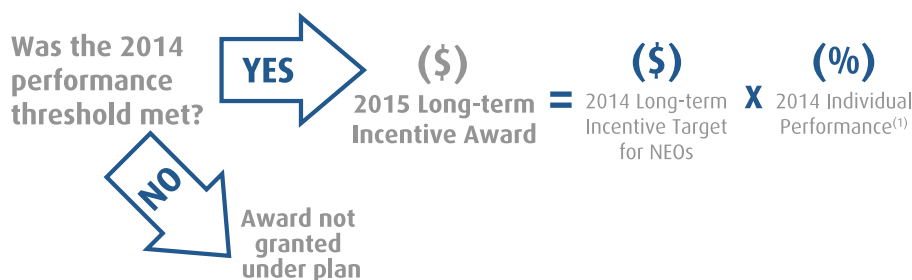 Was the 2014
performance
threshold met?
YES
($)
2015 Long-term
Incentive Award
=
($)
2014 Long-term
Incentive Target
for NEOs
x
(%)
2014 Individual
Performance(1)
NO
Award not
granted
under plan